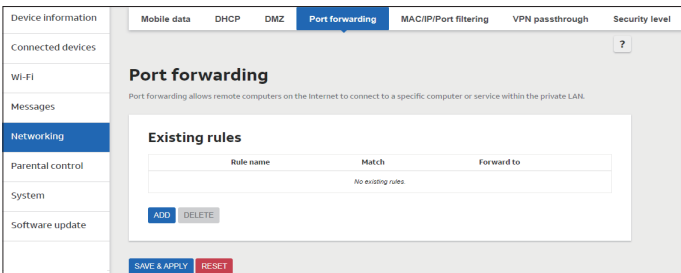 Device information
Connected devices
Wi-Fi
Messages
Networking
Parental control
System
Software update
Mobile data DHCP DMZ Port forwarding MAC/IP/Port filtering VPN passthrough Security level
?
Port forwarding
Port forwarding allows remote computers on the Internet to connect to a specific computer or service within the private LAN.
Existing rules
Rule name Match Forward to
No existing rules.
ADD DELETE
SAVE & APPLY RESET